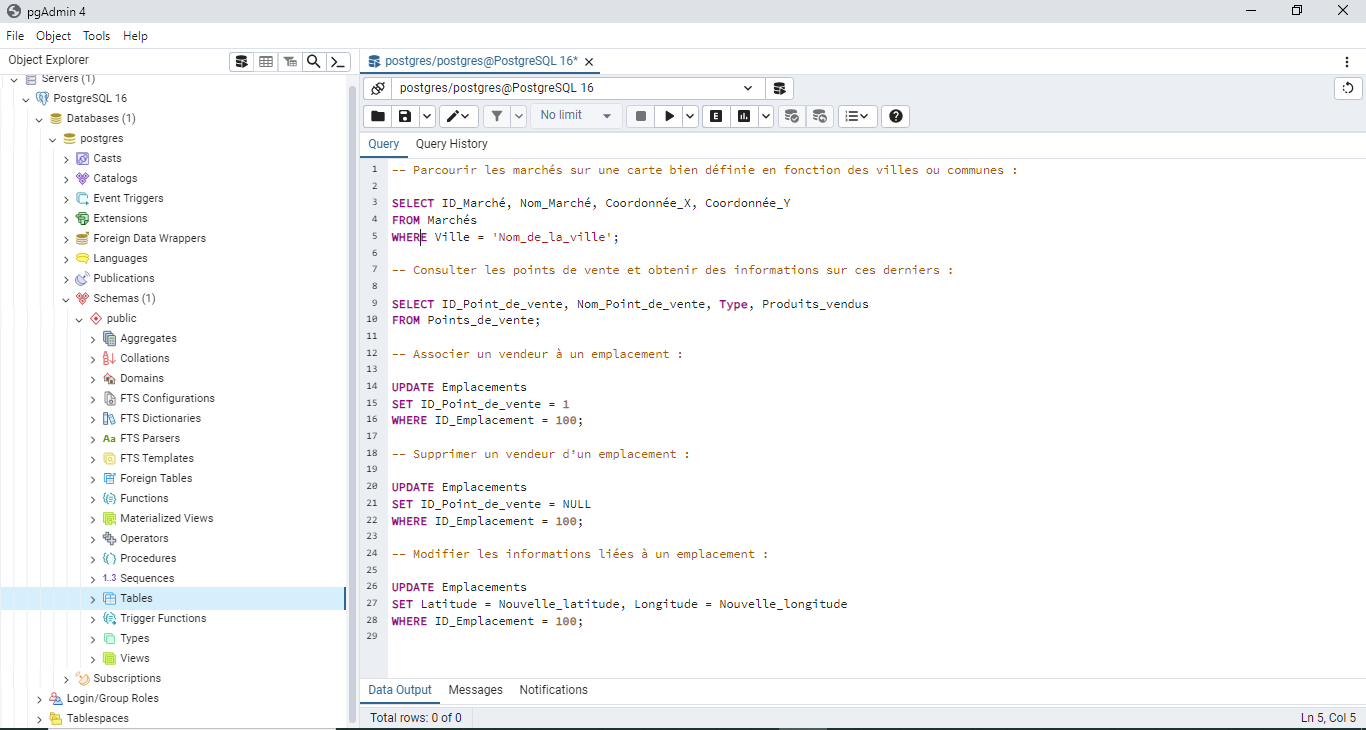 pgAdmin 4
File Object Tools Help
Object Explorer
Servers (1)
PostgreSQL 16
Databases (1)
postgres
Casts
Catalogs
Event Triggers
Extensions
Foreign Data Wrappers
Languages
Publications
Schemas (1)
public
Aggregates
Collations
Domains
FTS Configurations
FTS Dictionaries
Aa FTS Parsers
FTS Templates
Foreign Tables
Functions
Materialized Views
Operators
Procedures
1..3 Sequences
Tables
Trigger Functions
Types
Views
Subscriptions
Login/Group Roles
Tablespaces
postgres/postgres@PostgreSQL 16*
postgres/postgres@PostgreSQL 16
No limit
E
Query Query History
1 -- Parcourir les marchés sur une carte bien définie en fonction des villes ou communes :
2
3 SELECT ID_Marché, Nom_Marché, Coordonnée_X, Coordonnée_Y
4 FROM Marchés
5 WHERE Ville = 'Nom_de_la_ville';
6
7 -- Consulter les points de vente et obtenir des informations sur ces derniers :
8
9 SELECT ID_Point_de_vente, Nom_Point_de_vente, Type, Produits_vendus
10 FROM Points_de_vente;
11
12 -- Associer un vendeur à un emplacement :
13
14 UPDATE Emplacements
15 SET ID_Point_de_vente = 1
16 WHERE ID_Emplacement = 100;
17
18 -- Supprimer un vendeur d'un emplacement :
19
20 UPDATE Emplacements
21 SET ID_Point_de_vente = NULL
22 WHERE ID_Emplacement = 100;
23
24 -- Modifier les informations liées à un emplacement :
25
26 UPDATE Emplacements
27 SET Latitude = Nouvelle_latitude, Longitude = Nouvelle_longitude
28 WHERE ID_Emplacement = 100;
29
Data Output Messages Notifications
Total rows: 0 of 0
Ln 5, Col 5